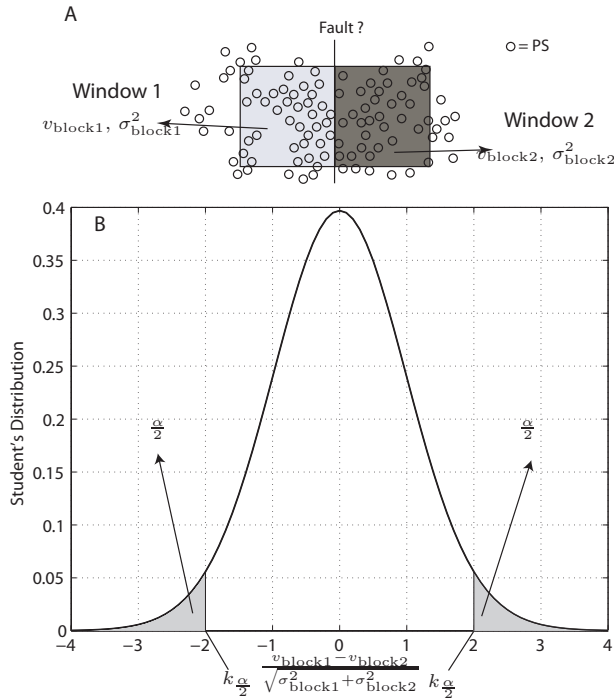 A
Fault ?
= PS
Window 1
v_block1, σ²_block1
Window 2
v_block2, σ²_block2
B
Student's Distribution
0.4
0.35
0.3
0.25
0.2
0.15
0.1
0.05
0
α/2
α/2
−4 −3 −2 −1 0 1 2 3 4
k_α/2
v_block1−v_block2 / √σ²_block1+σ²_block2
k_α/2